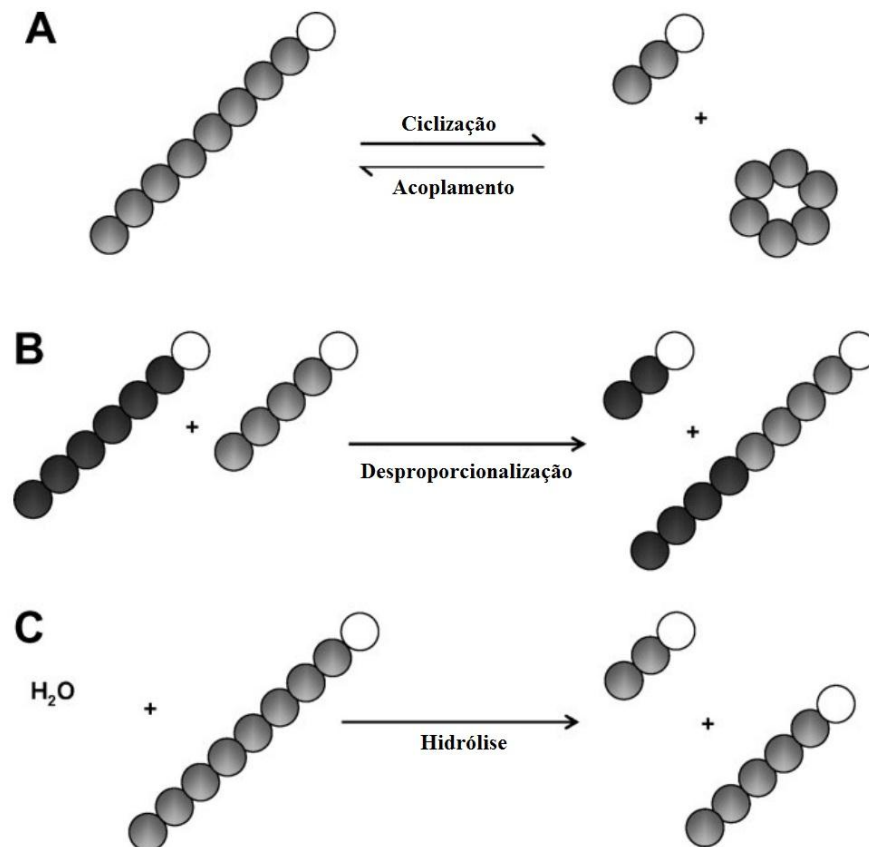 A
Ciclização
+
Acoplamento
B
+
+
Desproporcionalização
C
H₂O
+
+
Hidrólise